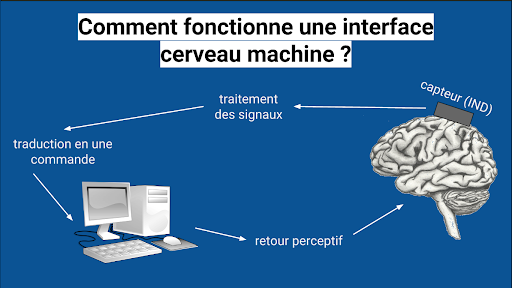 Comment fonctionne une interface
cerveau machine ?
capteur (IND)
traitement
des signaux
traduction en une
commande
retour perceptif